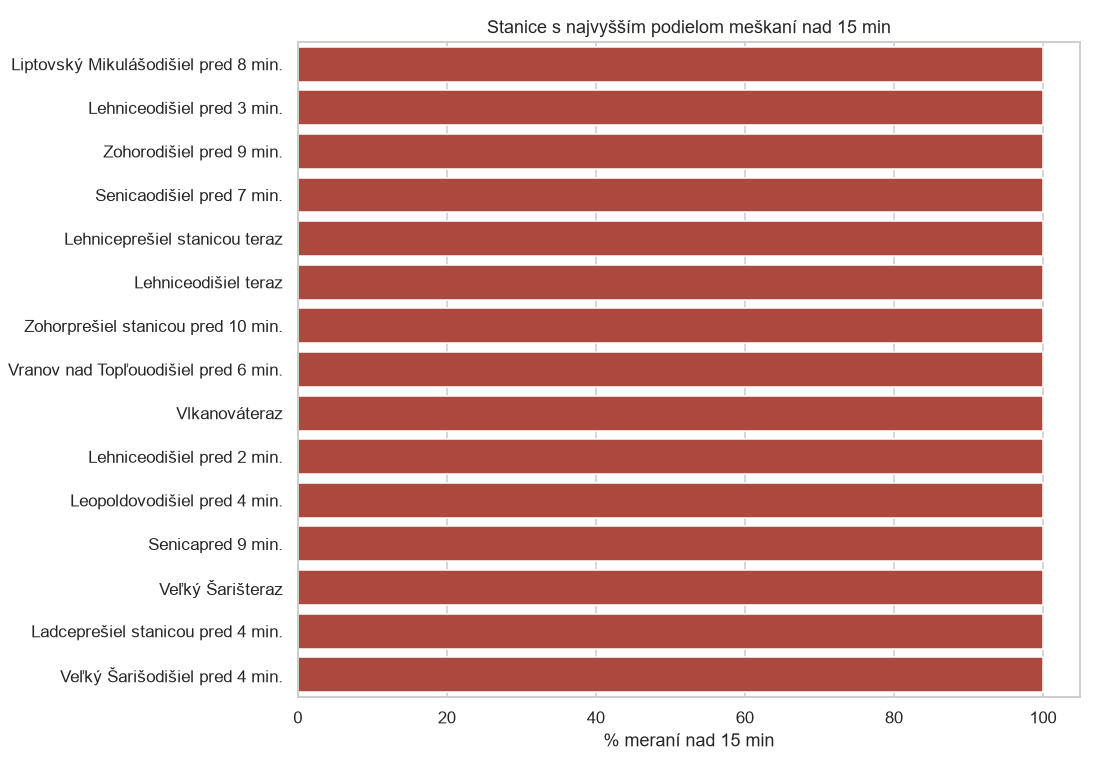 Stanice s najvyšším podielom meškaní nad 15 min
Liptovský Mikulášodišiel pred 8 min.
Lehniceodišiel pred 3 min.
Zohorodišiel pred 9 min.
Senicaodišiel pred 7 min.
Lehniceprešiel stanicou teraz
Lehniceodišiel teraz
Zohorprešiel stanicou pred 10 min.
Vranov nad Topľouodišiel pred 6 min.
Vlkanováteraz
Lehniceodišiel pred 2 min.
Leopoldovodišiel pred 4 min.
Senicapred 9 min.
Veľký Šarišteraz
Ladceprešiel stanicou pred 4 min.
Veľký Šarišodišiel pred 4 min.
0 20 40 60 80 100
% meraní nad 15 min